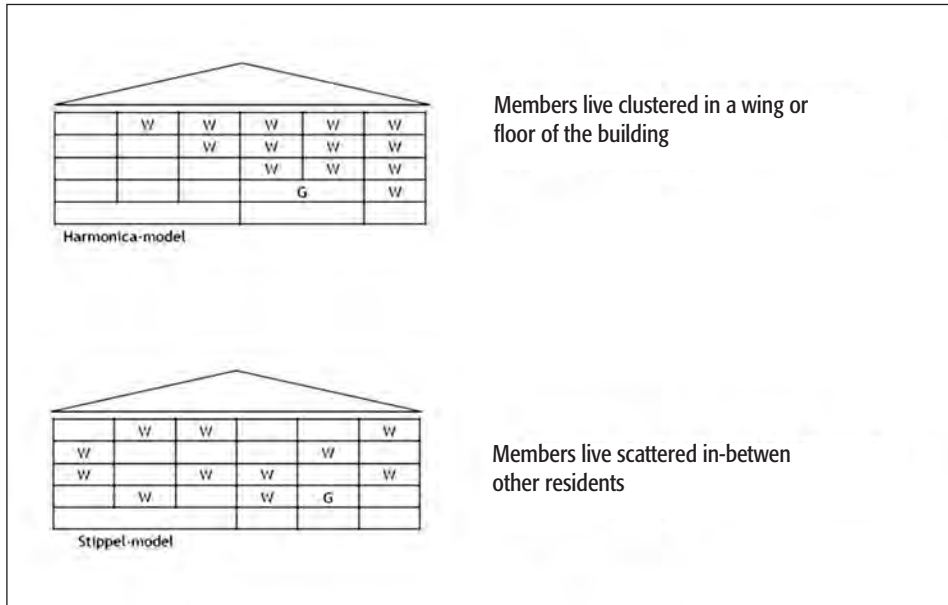 W W W W W
W W W W
W W W
G W
Harmonica-model
Members live clustered in a wing or
floor of the building
W W W
W W
W W W W
W W G
Stippel-model
Members live scattered in-betwen
other residents